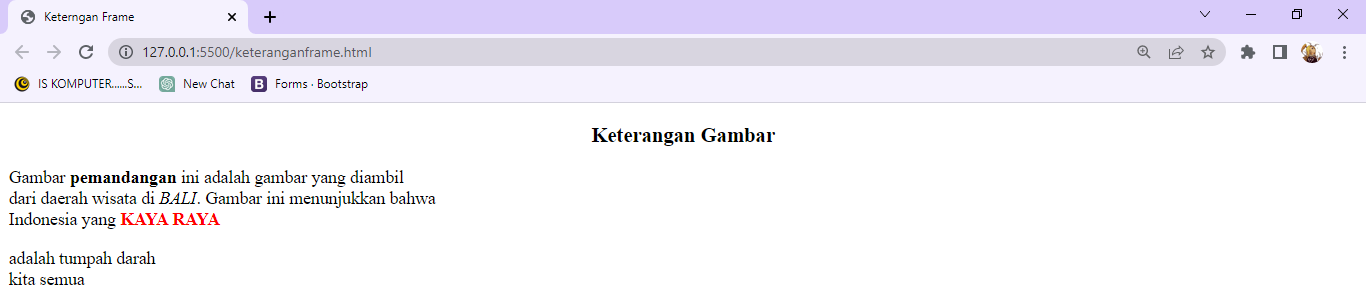 Keterngan Frame
127.0.0.1:5500/keteranganframe.html
IS KOMPUTER......S... New Chat B Forms · Bootstrap
Keterangan Gambar
Gambar pemandangan ini adalah gambar yang diambil
dari daerah wisata di BALI. Gambar ini menunjukkan bahwa
Indonesia yang KAYA RAYA
adalah tumpah darah
kita semua